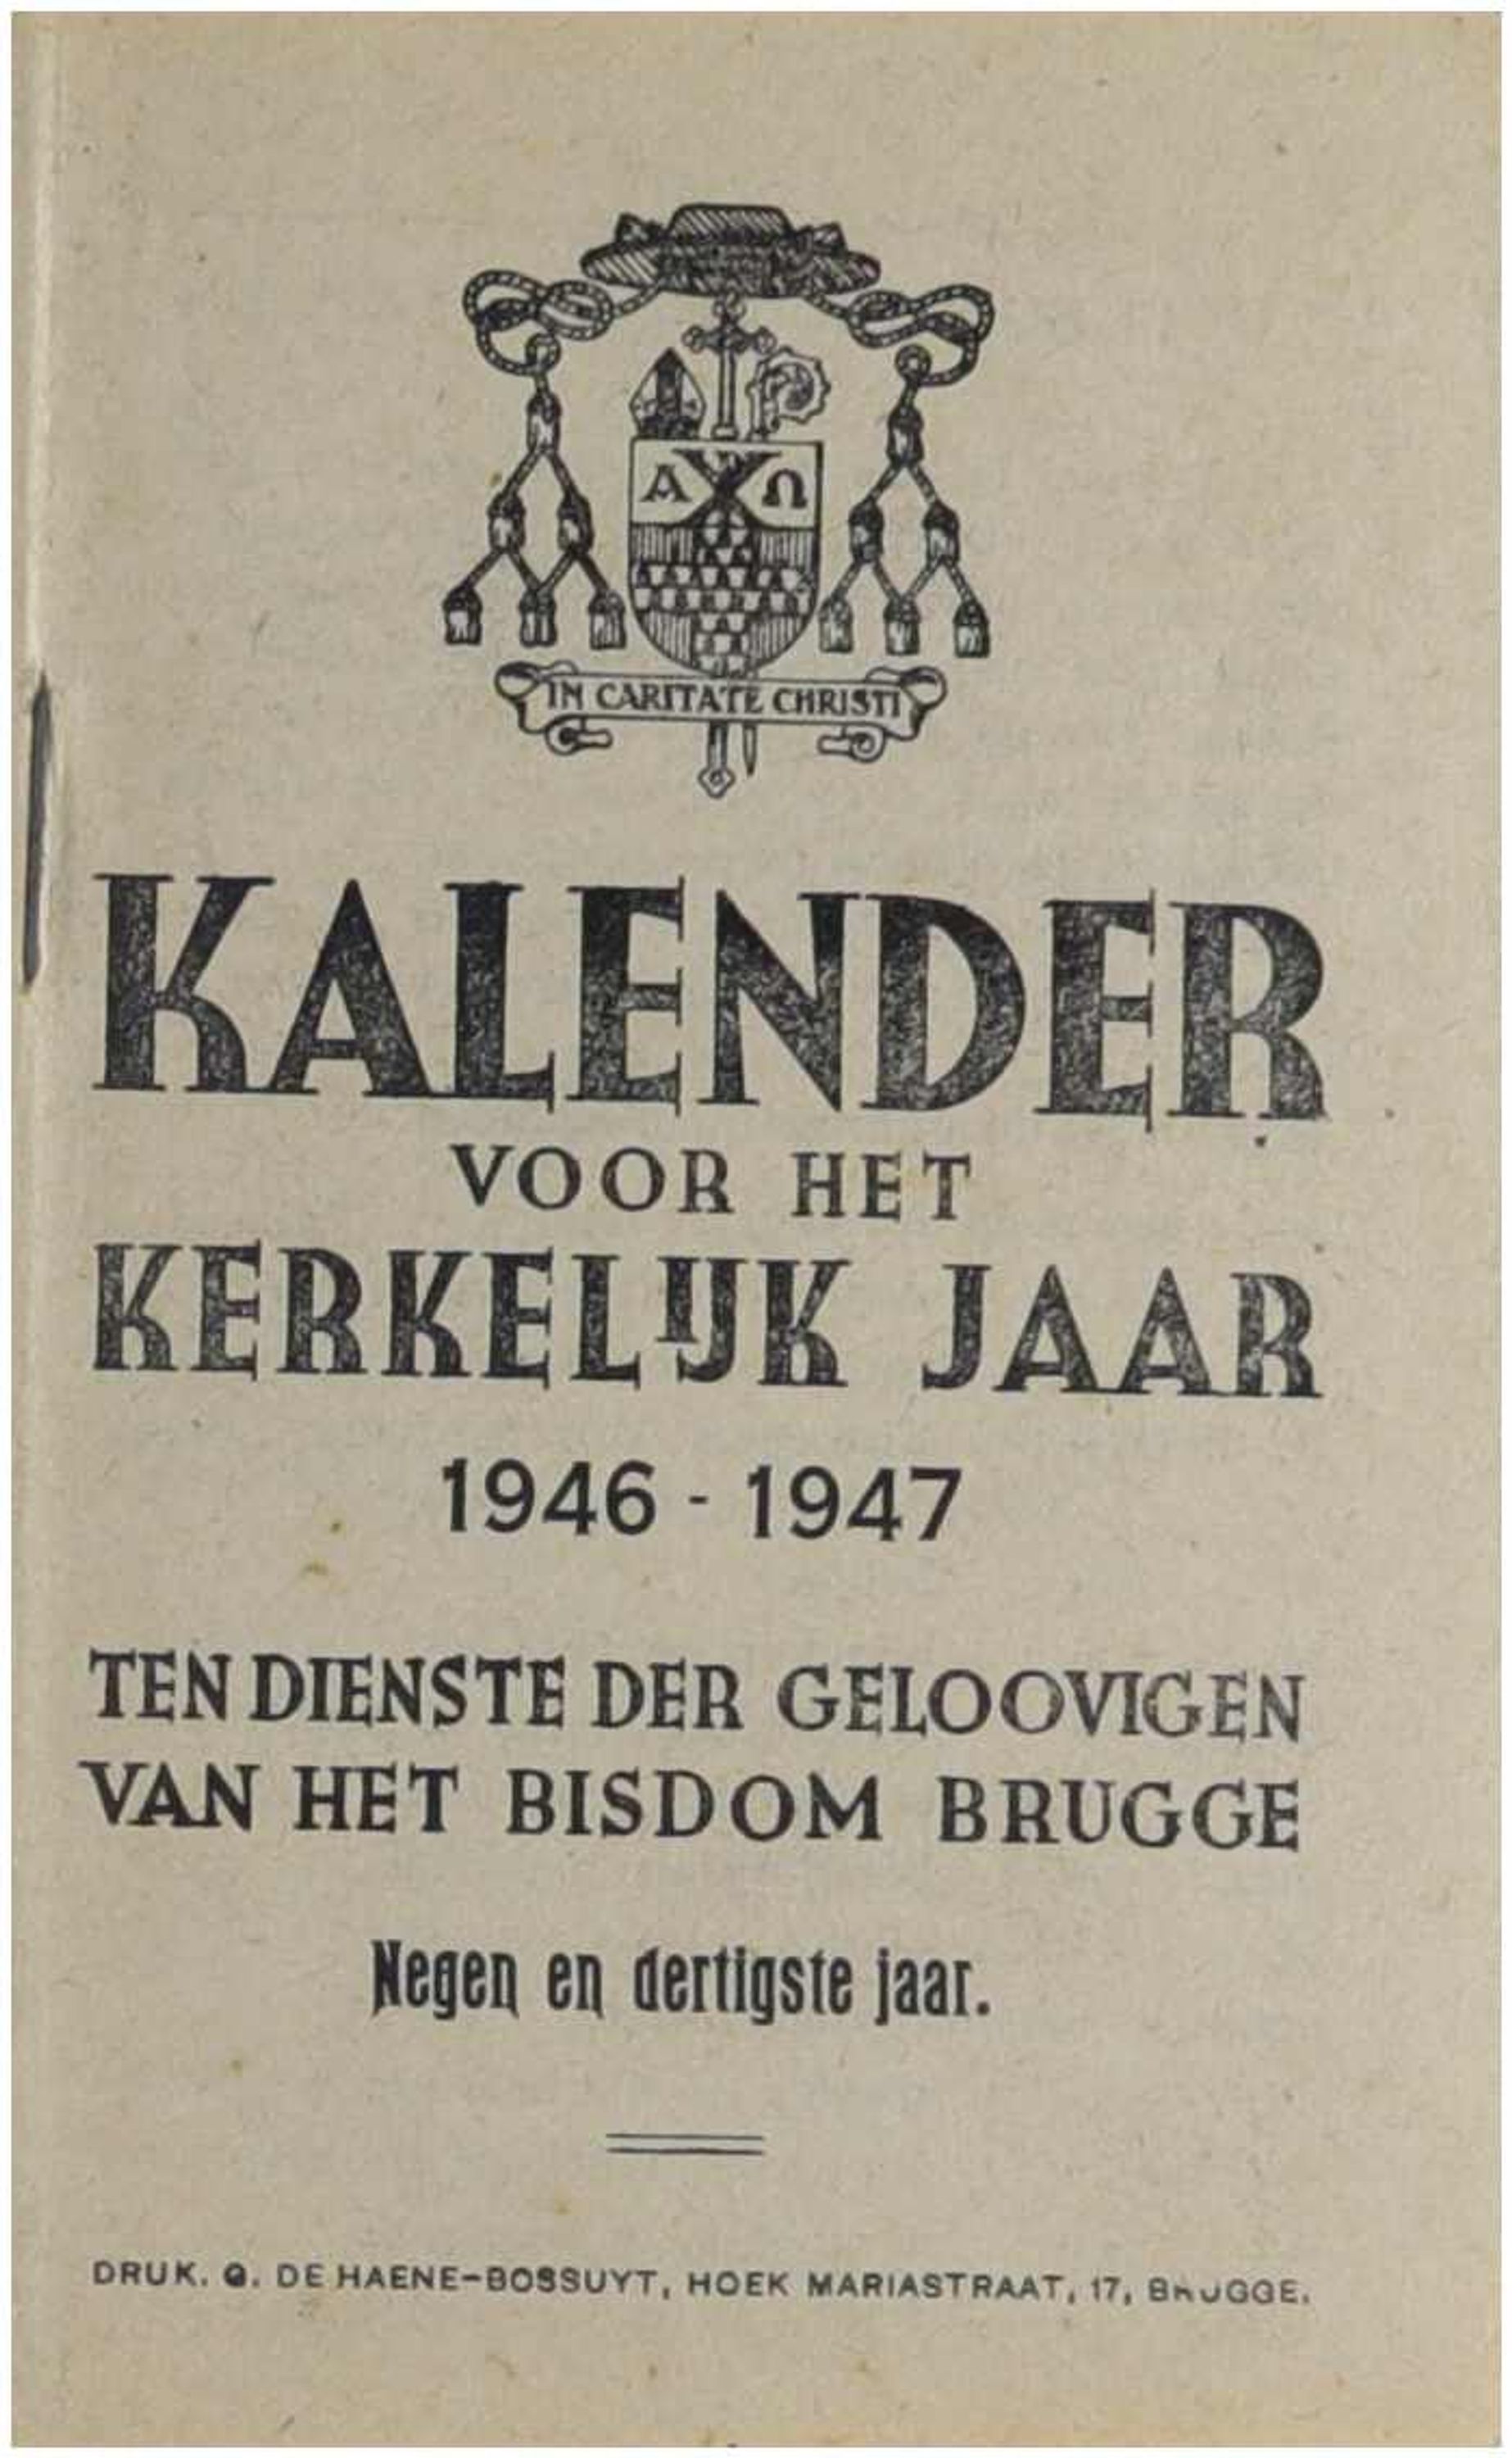 A Ω
IN CARITATE CHRISTI
KALENDER
VOOR HET
KERKELIJK JAAR
1946 - 1947
TEN DIENSTE DER GELOOVIGEN
VAN HET BISDOM BRUGGE
Negen en dertigste jaar.
DRUK. G. DE HAENE-BOSSUYT, HOEK MARIASTRAAT, 17, BRUGGE.